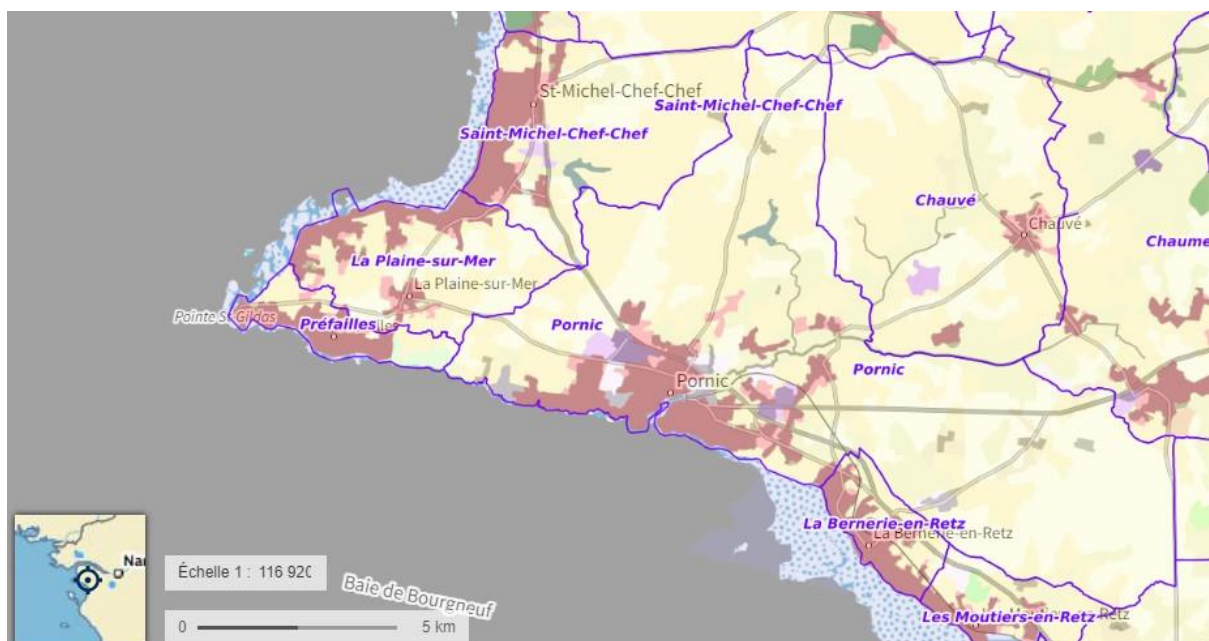 St-Michel-Chef-Chef
Saint-Michel-Chef-Chef
Saint-Michel-Chef-Chef
Chauvé
Chauvé
Chaume
La Plaine-sur-Mer
La Plaine-sur-Mer
Pointe St-Gildas
Préfailles
Pornic
Pornic
Pornic
La Bernerie-en-Retz
La Bernerie-en-Retz
Nan
Échelle 1 : 116 920
Baie de Bourgneuf
Les Moutiers-en-Retz
0 5 km